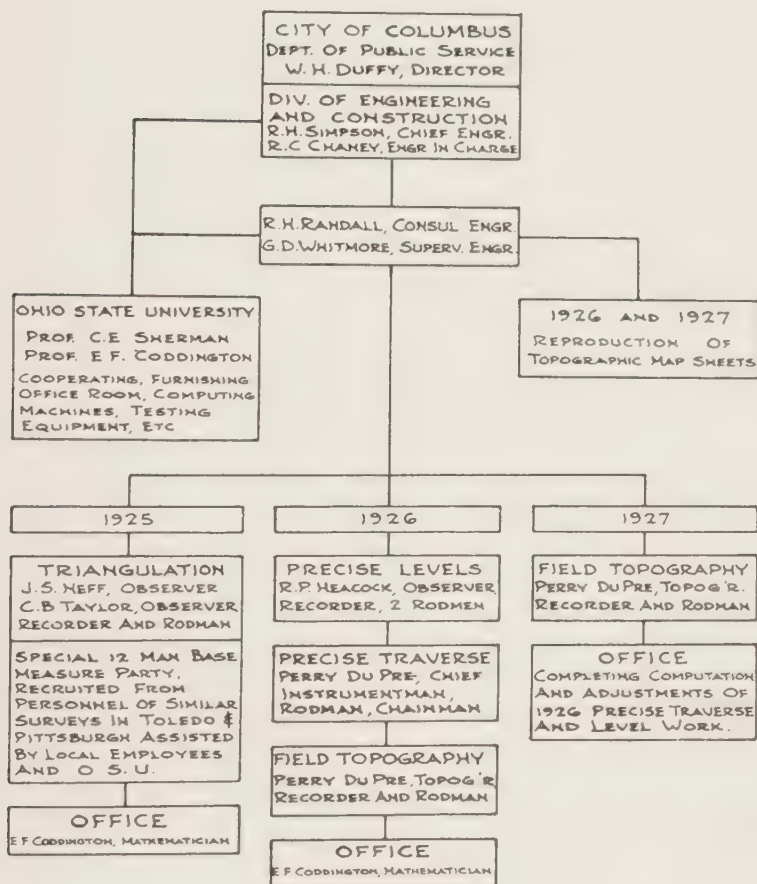 CITY OF COLUMBUS
DEPT. OF PUBLIC SERVICE
W. H. DUFFY, DIRECTOR
DIV. OF ENGINEERING
AND CONSTRUCTION
R.H. SIMPSON, CHIEF ENGR.
R.C CHANEY, ENGR IN CHARGE
R.H. RANDALL, CONSUL ENGR.
G.D. WHITMORE, SUPERV. ENGR.
OHIO STATE UNIVERSITY
PROF. C.E SHERMAN
PROF. E F. CODDINGTON
COOPERATING, FURNISHING
OFFICE ROOM, COMPUTING
MACHINES, TESTING
EQUIPMENT, ETC
1926 AND 1927
REPRODUCTION OF
TOPOGRAPHIC MAP SHEETS
1925
TRIANGULATION
J.S. NEFF, OBSERVER
C.B TAYLOR, OBSERVER
RECORDER AND RODMAN
SPECIAL 12 MAN BASE
MEASURE PARTY.
RECRUITED FROM
PERSONNEL OF SIMILAR
SURVEYS IN TOLEDO &
PITTSBURGH ASSISTED
BY LOCAL EMPLOYEES
AND O S. U.
OFFICE
E F CODDINGTON, MATHEMATICIAN
1926
PRECISE LEVELS
R.P. HEACOCK, OBSERVER
RECORDER, 2 RODMEN
PRECISE TRAVERSE
PERRY DU PRE, CHIEF
INSTRUMENTMAN,
RODMAN, CHAINMAN
FIELD TOPOGRAPHY
PERRY DU PRE, TOPOG'R
RECORDER AND RODMAN
OFFICE
E F CODDINGTON, MATHEMATICIAN
1927
FIELD TOPOGRAPHY
PERRY DU PRE, TOPOG'R.
RECORDER AND RODMAN
OFFICE
COMPLETING COMPUTATION
AND ADJUSTMENTS OF
1926 PRECISE TRAVERSE
AND LEVEL WORK.